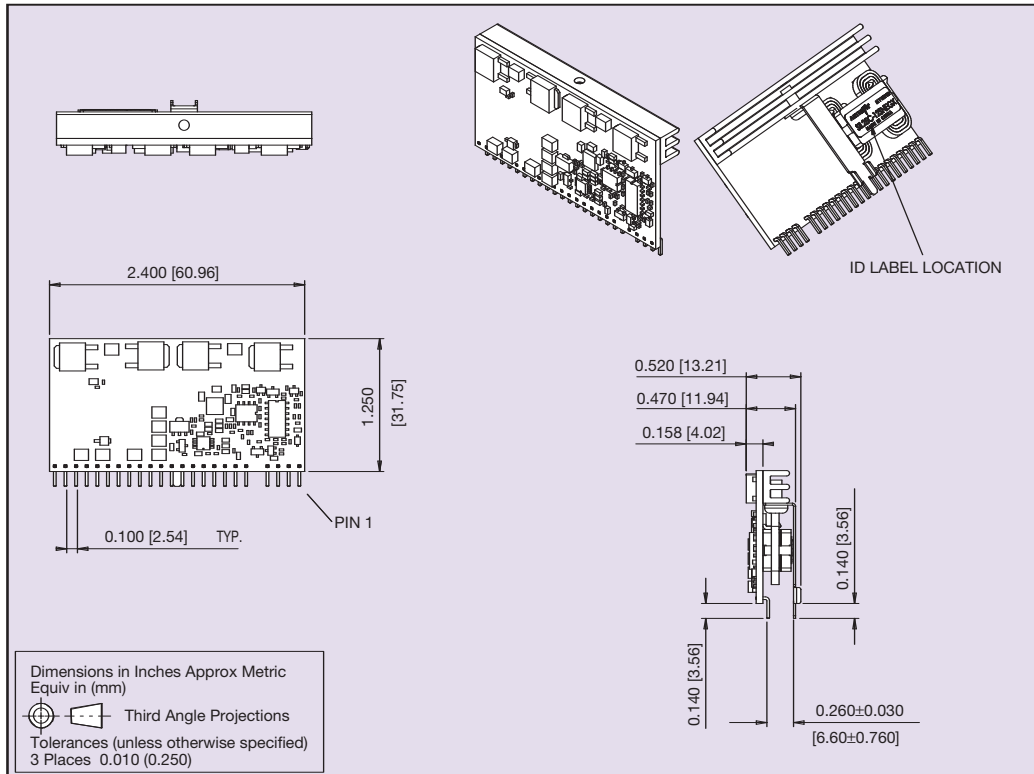 ID LABEL LOCATION
2.400 [60.96]
1.250
[31.75]
PIN 1
0.100 [2.54] TYP.
0.520 [13.21]
0.470 [11.94]
0.158 [4.02]
0.140 [3.56]
0.140 [3.56]
0.260±0.030
[6.60±0.760]
Dimensions in Inches Approx Metric
Equiv in (mm)
Third Angle Projections
Tolerances (unless otherwise specified)
3 Places 0.010 (0.250)